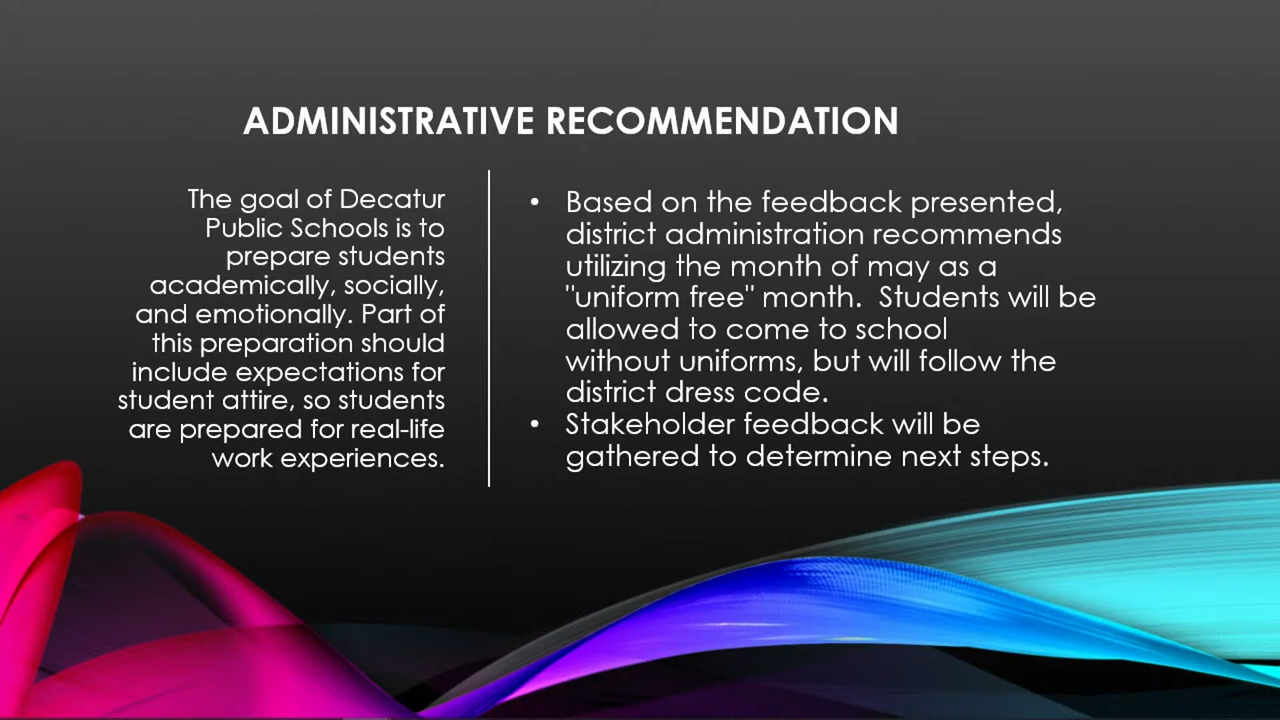 ADMINISTRATIVE RECOMMENDATION
The goal of Decatur
Public Schools is to
prepare students
academically, socially,
and emotionally. Part of
this preparation should
include expectations for
student attire, so students
are prepared for real-life
work experiences.
• Based on the feedback presented,
district administration recommends
utilizing the month of may as a
"uniform free" month.  Students will be
allowed to come to school
without uniforms, but will follow the
district dress code.
• Stakeholder feedback will be
gathered to determine next steps.